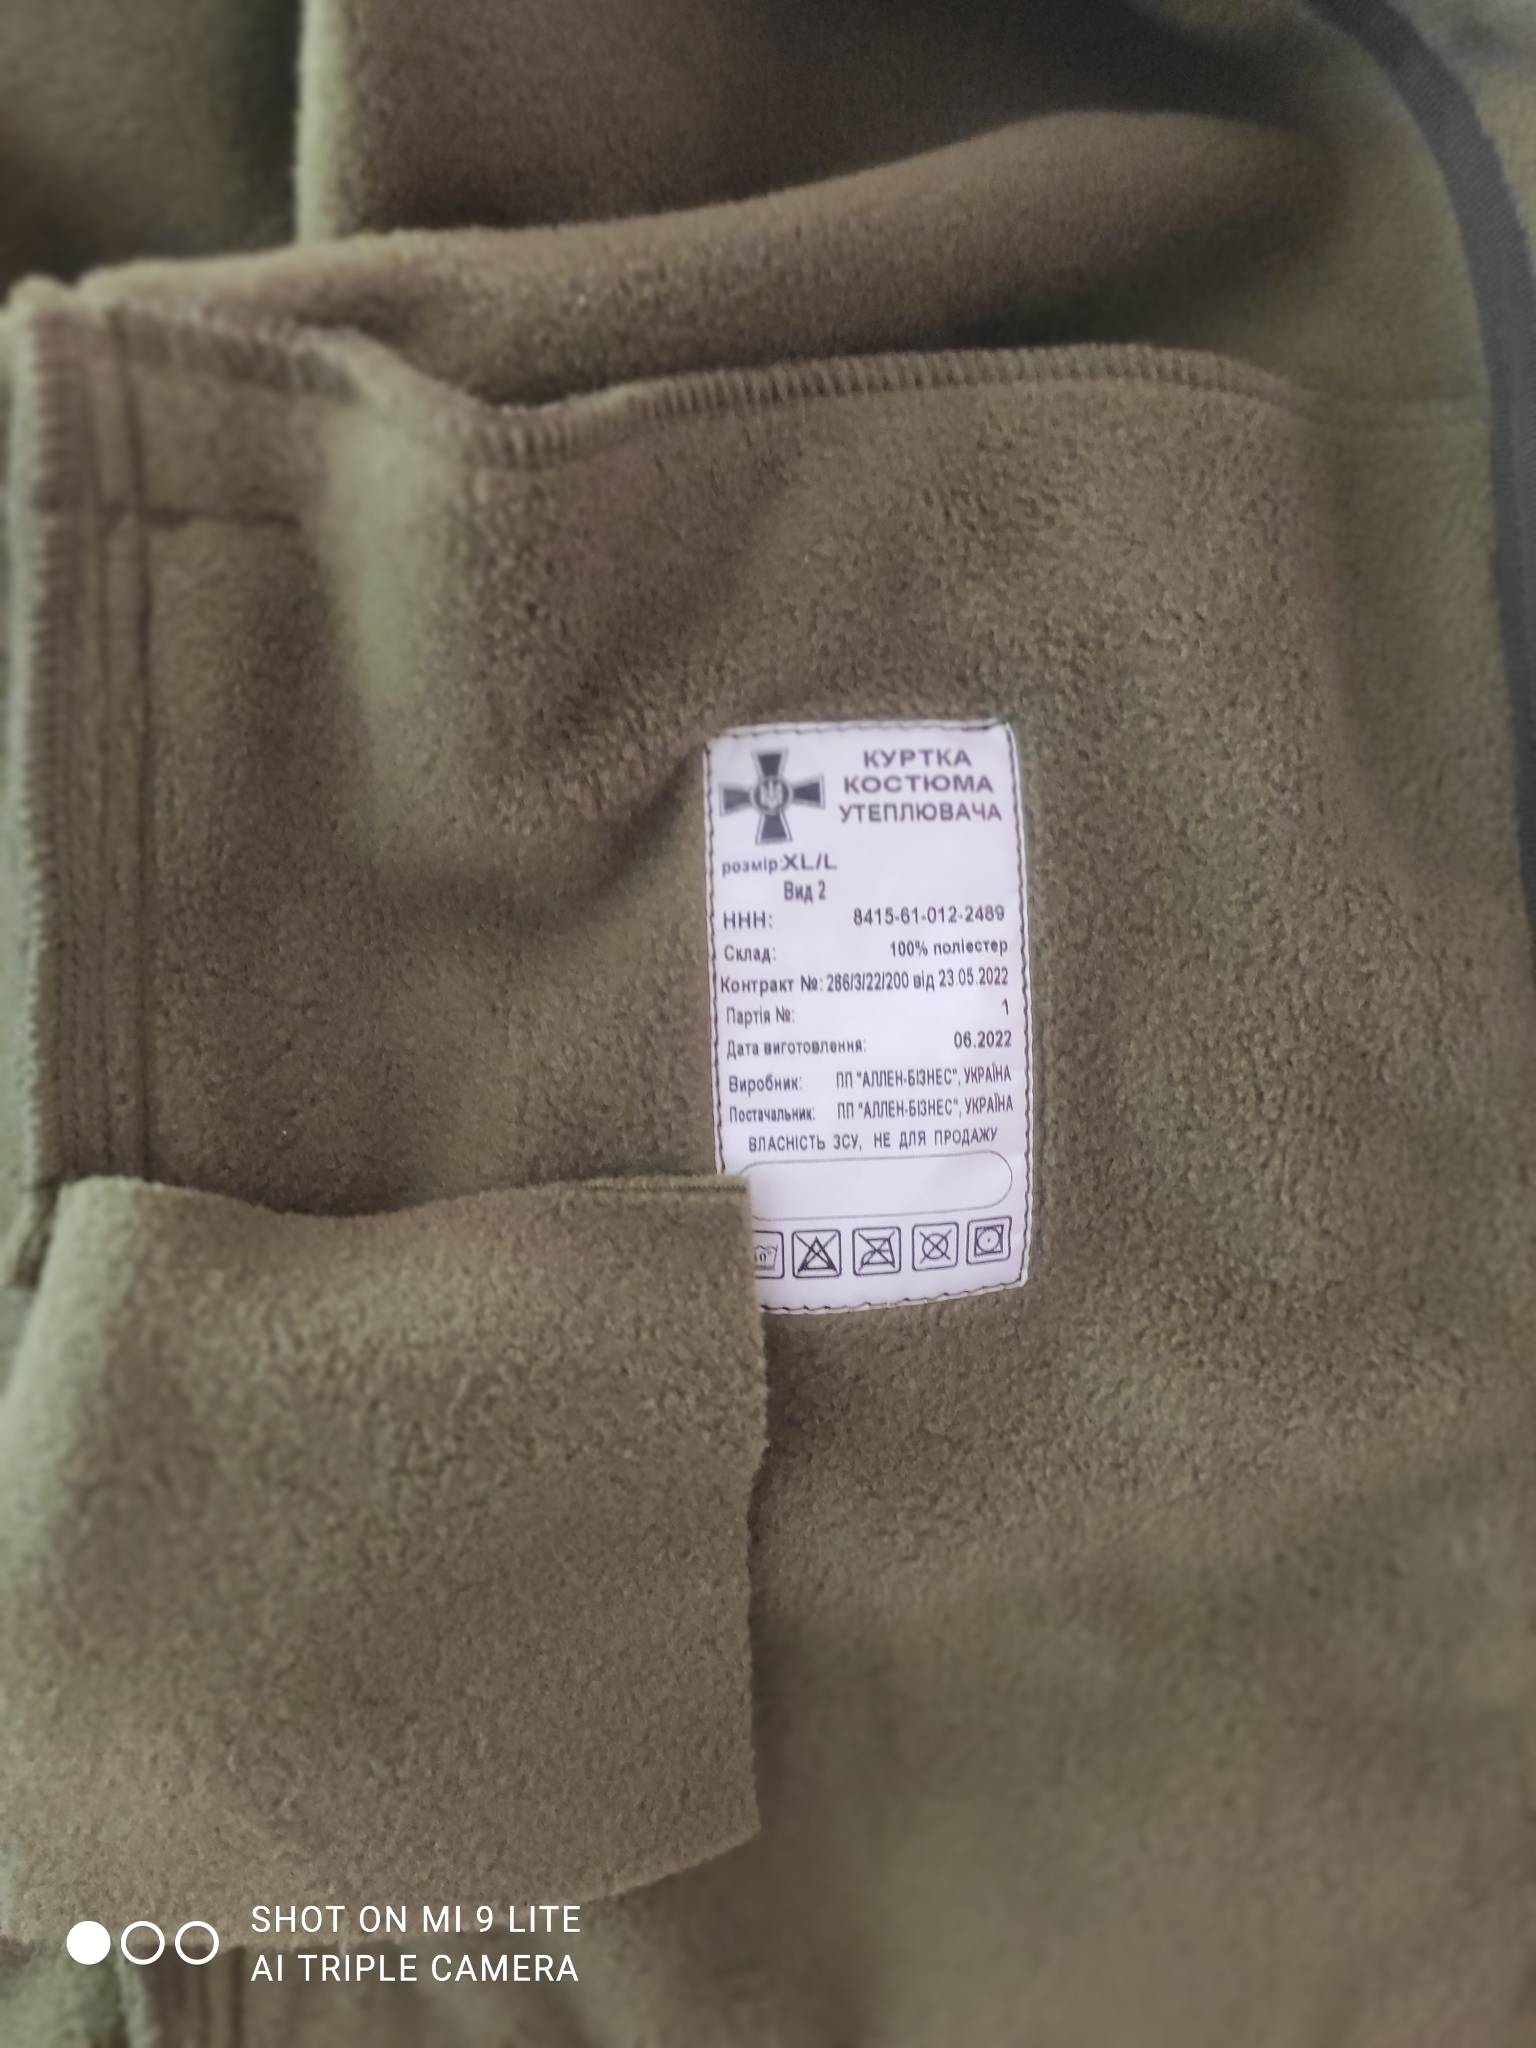 КУРТКА
КОСТЮМА
УТЕПЛЮВАЧА
розмір:XL/L
Вид 2
ННН: 8415-61-012-2489
Склад: 100% поліестер
Контракт №: 286/3/22/200 від 23.05.2022
Партія №: 1
Дата виготовлення: 06.2022
Виробник: ПП "АЛЛЕН-БІЗНЕС", УКРАЇНА
Постачальник: ПП "АЛЛЕН-БІЗНЕС", УКРАЇНА
ВЛАСНІСТЬ ЗСУ, НЕ ДЛЯ ПРОДАЖУ
SHOT ON MI 9 LITE
AI TRIPLE CAMERA